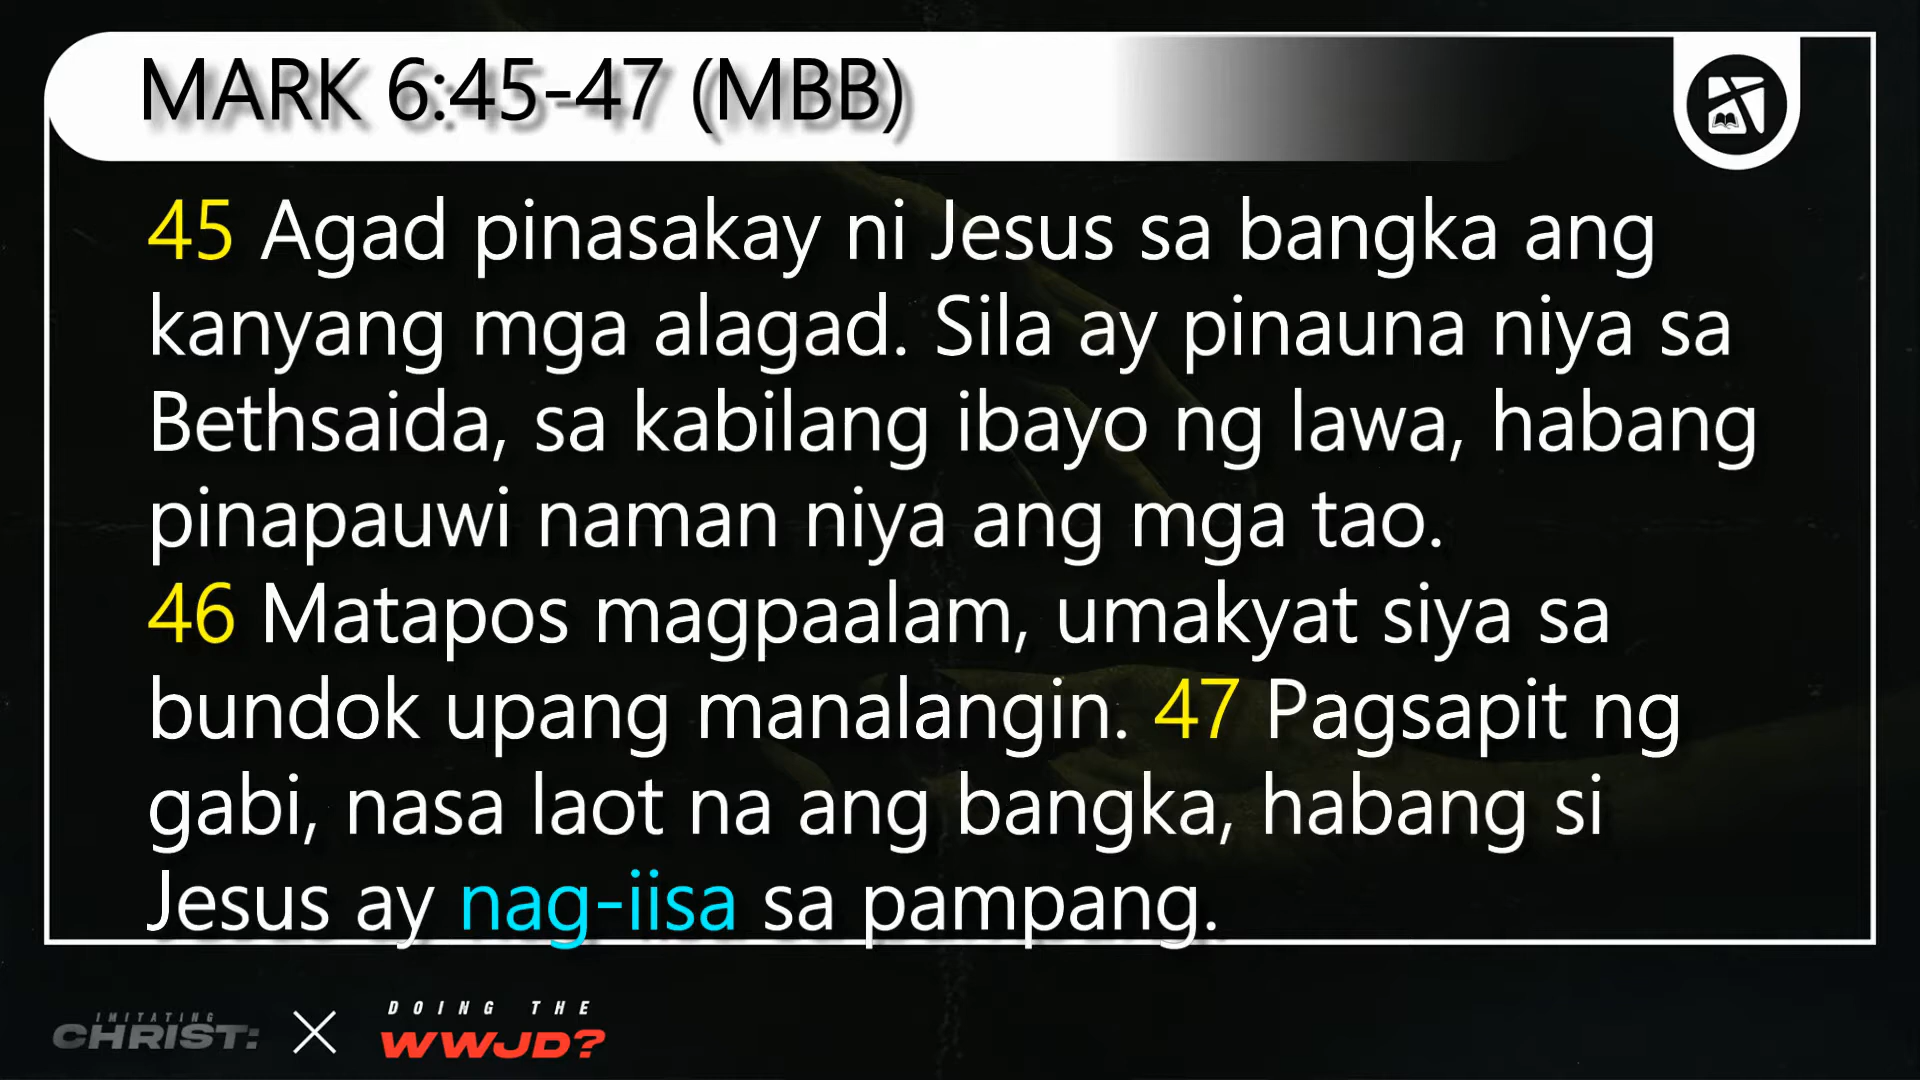 MARK 6:45-47 (MBB)
45 Agad pinasakay ni Jesus sa bangka ang
kanyang mga alagad. Sila ay pinauna niya sa
Bethsaida, sa kabilang ibayo ng lawa, habang
pinapauwi naman niya ang mga tao.
46 Matapos magpaalam, umakyat siya sa
bundok upang manalangin. 47 Pagsapit ng
gabi, nasa laot na ang bangka, habang si
Jesus ay nag-iisa sa pampang.
IMITATING
CHRIST:
DOING THE
WWJD?